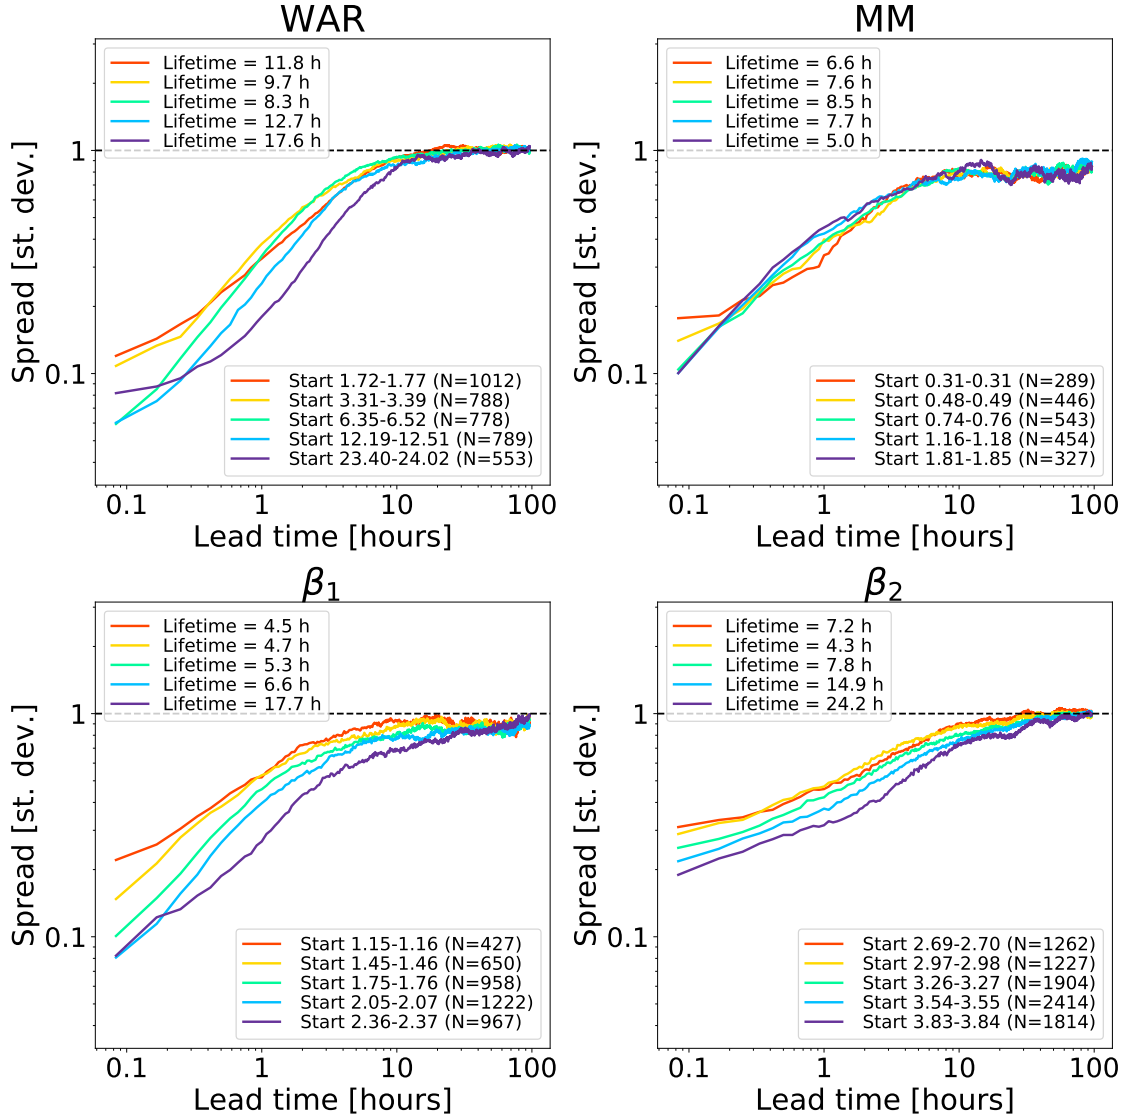 WAR
Lifetime = 11.8 h
Lifetime = 9.7 h
Lifetime = 8.3 h
Lifetime = 12.7 h
Lifetime = 17.6 h
1
0.1
Spread [st. dev.]
Start 1.72-1.77 (N=1012)
Start 3.31-3.39 (N=788)
Start 6.35-6.52 (N=778)
Start 12.19-12.51 (N=789)
Start 23.40-24.02 (N=553)
0.1 1 10 100
Lead time [hours]
MM
Lifetime = 6.6 h
Lifetime = 7.6 h
Lifetime = 8.5 h
Lifetime = 7.7 h
Lifetime = 5.0 h
1
0.1
Spread [st. dev.]
Start 0.31-0.31 (N=289)
Start 0.48-0.49 (N=446)
Start 0.74-0.76 (N=543)
Start 1.16-1.18 (N=454)
Start 1.81-1.85 (N=327)
0.1 1 10 100
Lead time [hours]
β₁
Lifetime = 4.5 h
Lifetime = 4.7 h
Lifetime = 5.3 h
Lifetime = 6.6 h
Lifetime = 17.7 h
1
0.1
Spread [st. dev.]
Start 1.15-1.16 (N=427)
Start 1.45-1.46 (N=650)
Start 1.75-1.76 (N=958)
Start 2.05-2.07 (N=1222)
Start 2.36-2.37 (N=967)
0.1 1 10 100
Lead time [hours]
β₂
Lifetime = 7.2 h
Lifetime = 4.3 h
Lifetime = 7.8 h
Lifetime = 14.9 h
Lifetime = 24.2 h
1
0.1
Spread [st. dev.]
Start 2.69-2.70 (N=1262)
Start 2.97-2.98 (N=1227)
Start 3.26-3.27 (N=1904)
Start 3.54-3.55 (N=2414)
Start 3.83-3.84 (N=1814)
0.1 1 10 100
Lead time [hours]